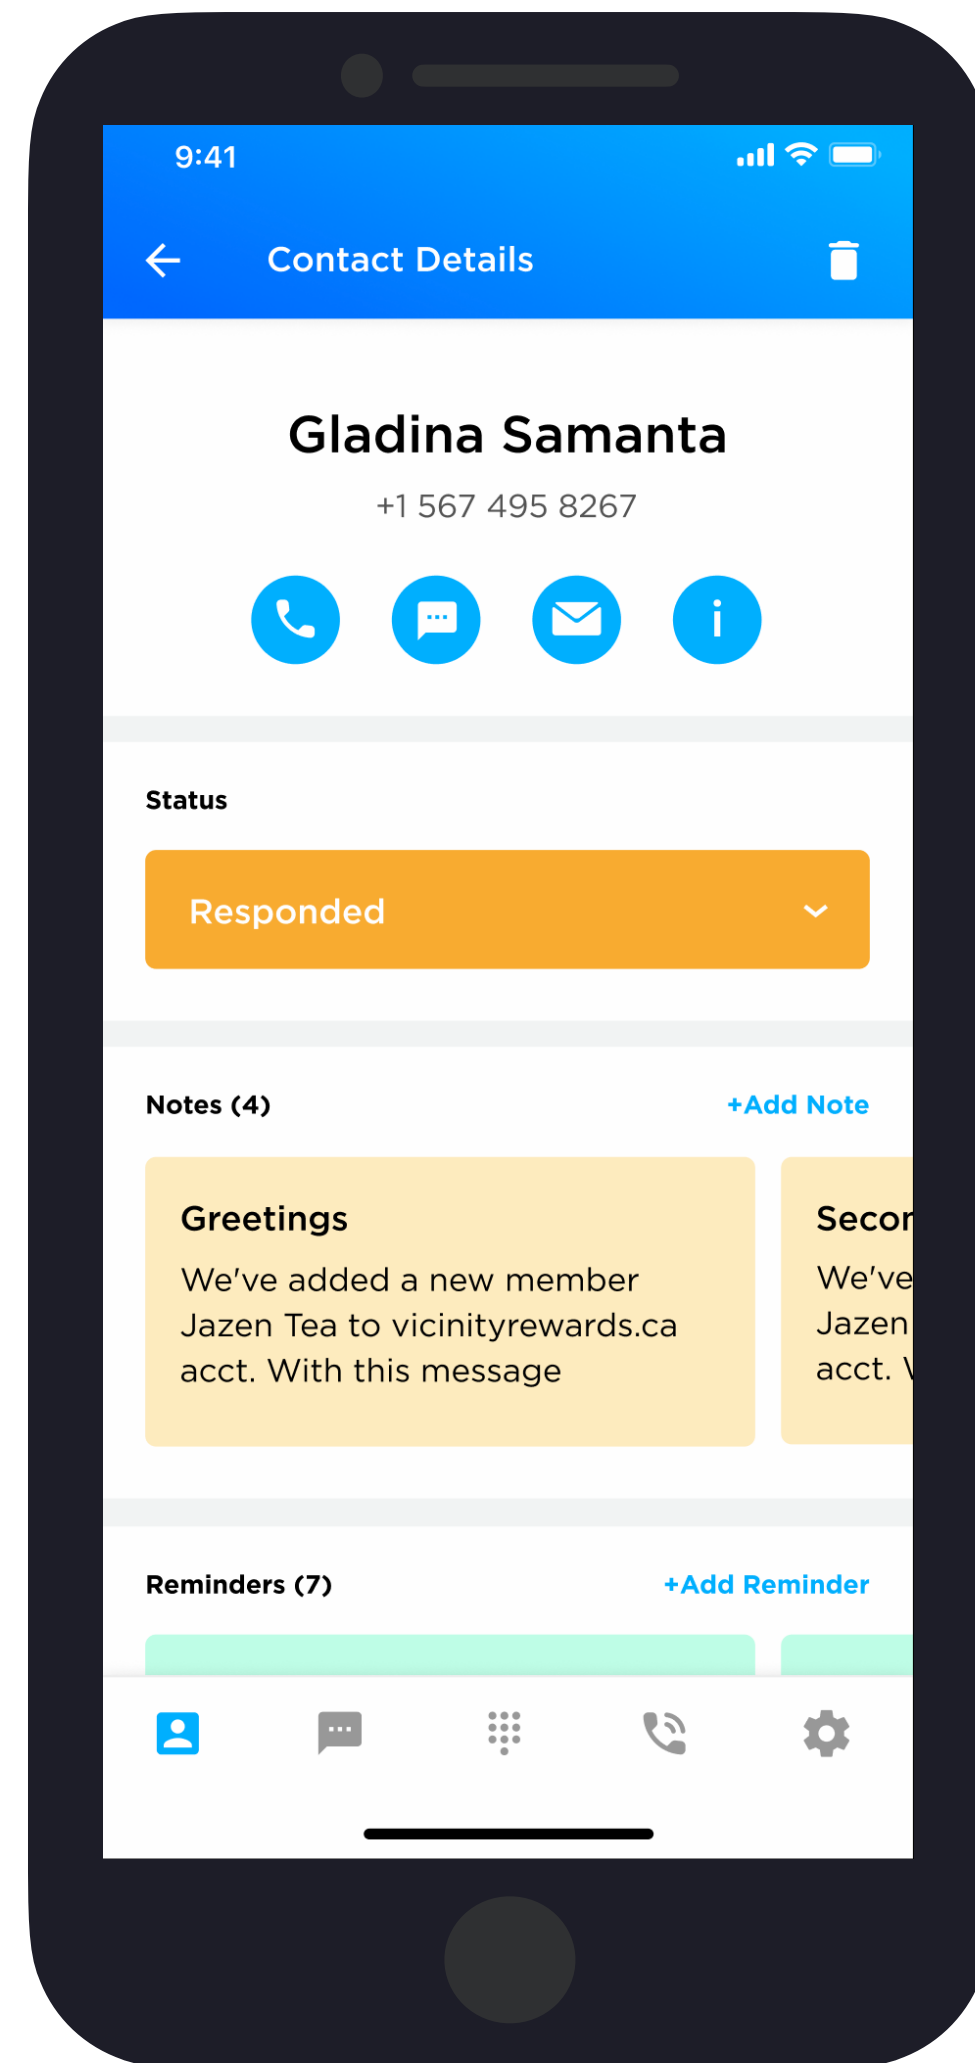 9:41
Contact Details
Gladina Samanta
+1 567 495 8267
Status
Responded
Notes (4)
+Add Note
Greetings
We've added a new member
Jazen Tea to vicinityrewards.ca
acct. With this message
We've
Jazen
acct.
Reminders (7)
+Add Reminder